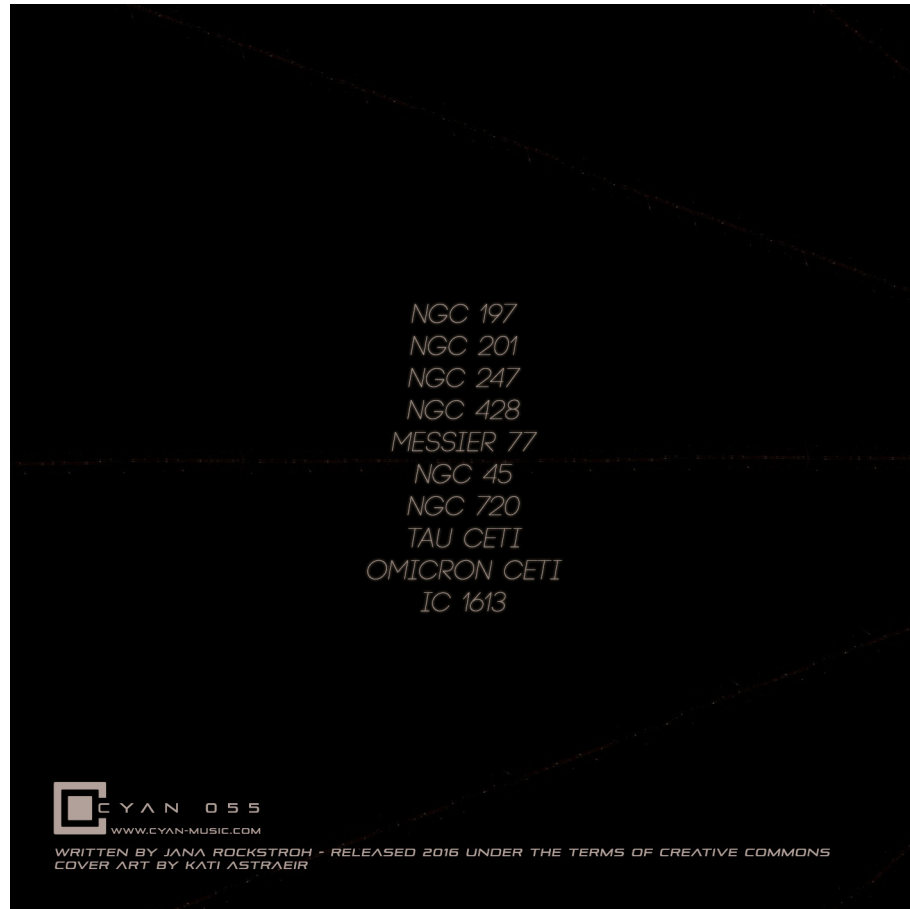 NGC 197
NGC 201
NGC 247
NGC 428
MESSIER 77
NGC 45
NGC 720
TAU CETI
OMICRON CETI
IC 1613
CYAN 055
WWW.CYAN-MUSIC.COM
WRITTEN BY JANA ROCKSTROH - RELEASED 2016 UNDER THE TERMS OF CREATIVE COMMONS
COVER ART BY KATI ASTRAEIR